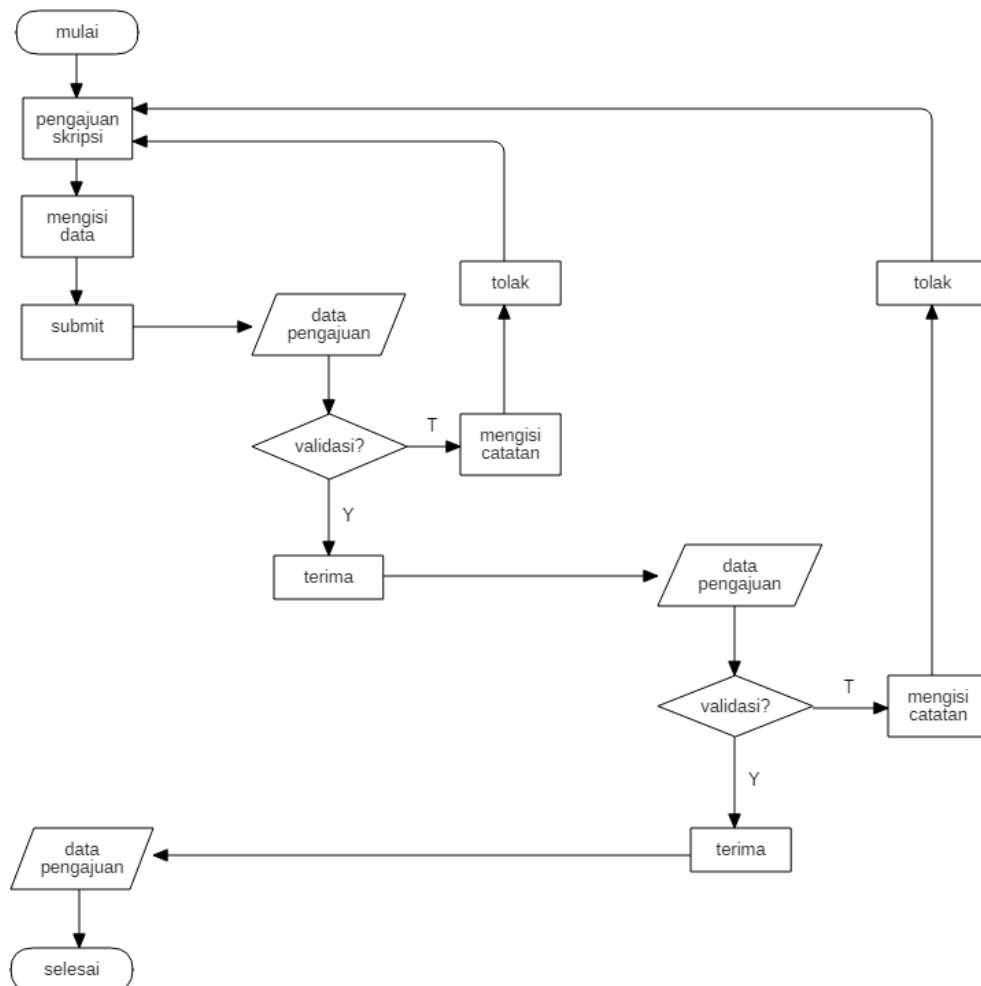 mulai
pengajuan
skripsi
mengisi
data
submit
data
pengajuan
validasi?
T
mengisi
catatan
tolak
Y
terima
data
pengajuan
validasi?
T
mengisi
catatan
tolak
Y
terima
data
pengajuan
selesai